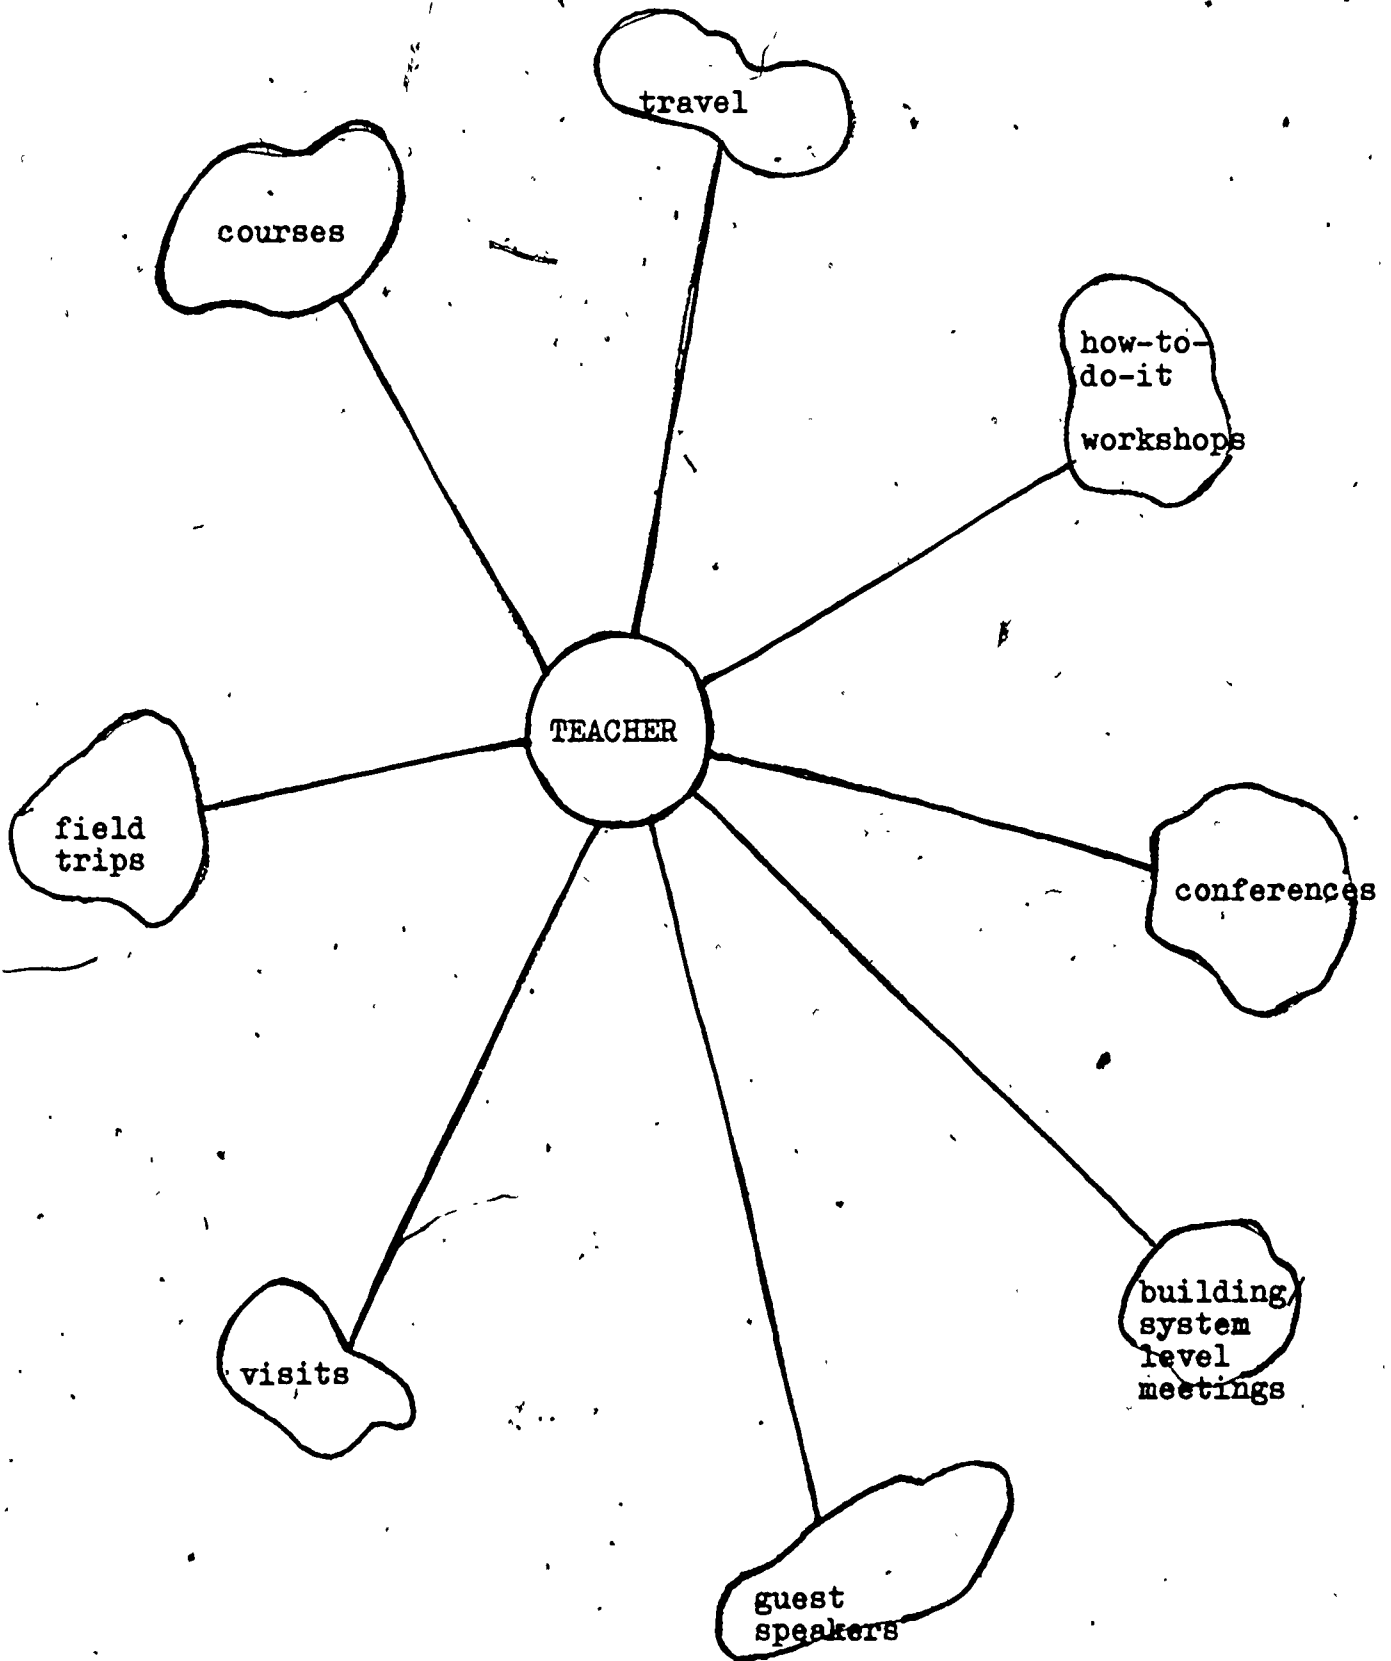 travel
courses
how-to-
do-it
workshops
TEACHER
field
trips
conferences
building/
system
level
meetings
visits
guest
speakers